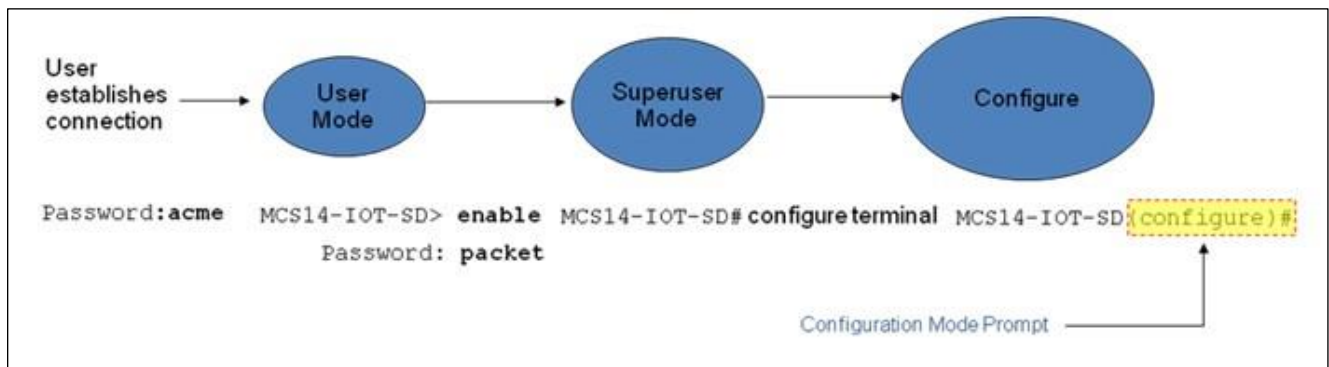 User
establishes
connection
User
Mode
Superuser
Mode
Configure
Password:acme
MCS14-IOT-SD> enable
Password: packet
MCS14-IOT-SD# configure terminal
MCS14-IOT-SD(configure)#
Configuration Mode Prompt